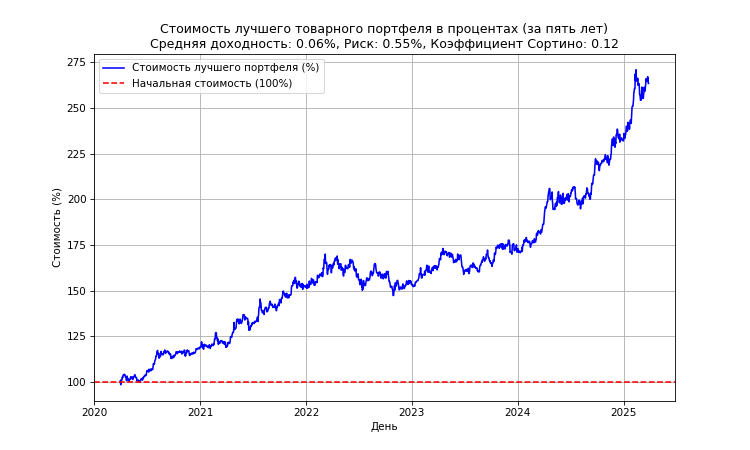 Стоимость лучшего товарного портфеля в процентах (за пять лет)
Средняя доходность: 0.06%, Риск: 0.55%, Коэффициент Сортино: 0.12
Стоимость лучшего портфеля (%)
Начальная стоимость (100%)
Стоимость (%)
275
250
225
200
175
150
125
100
2020
2021
2022
2023
2024
2025
День